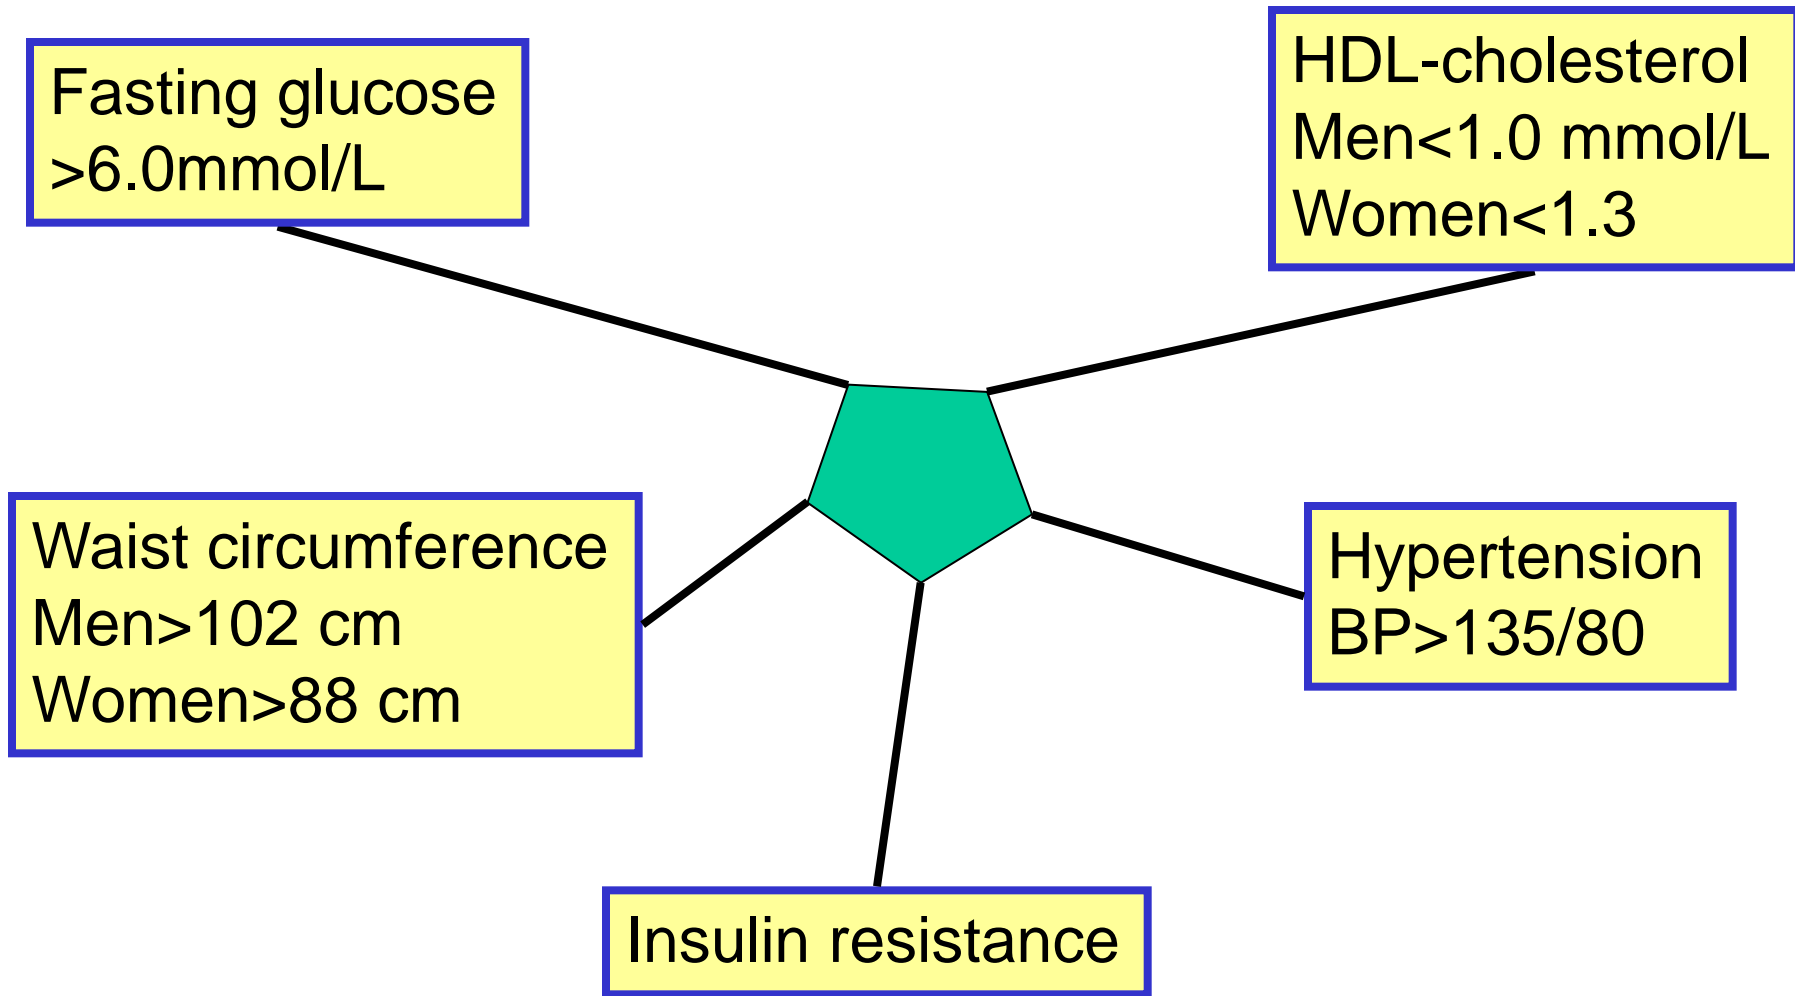 Fasting glucose
>6.0mmol/L
HDL-cholesterol
Men<1.0 mmol/L
Women<1.3
Waist circumference
Men>102 cm
Women>88 cm
Hypertension
BP>135/80
Insulin resistance